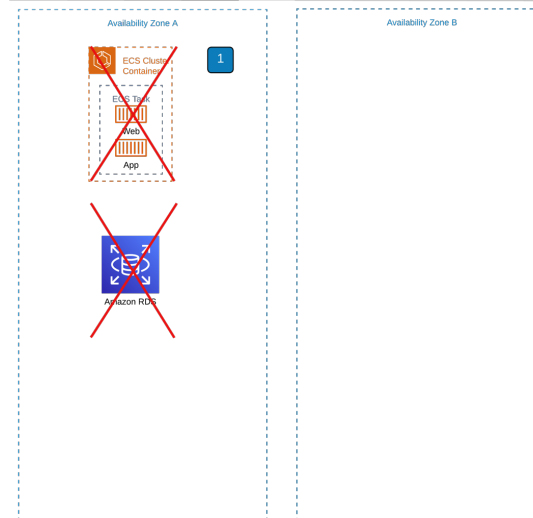 Availability Zone A
Availability Zone B
1
ECS Cluster
Container
ECS Task
Web
App
Amazon RDS